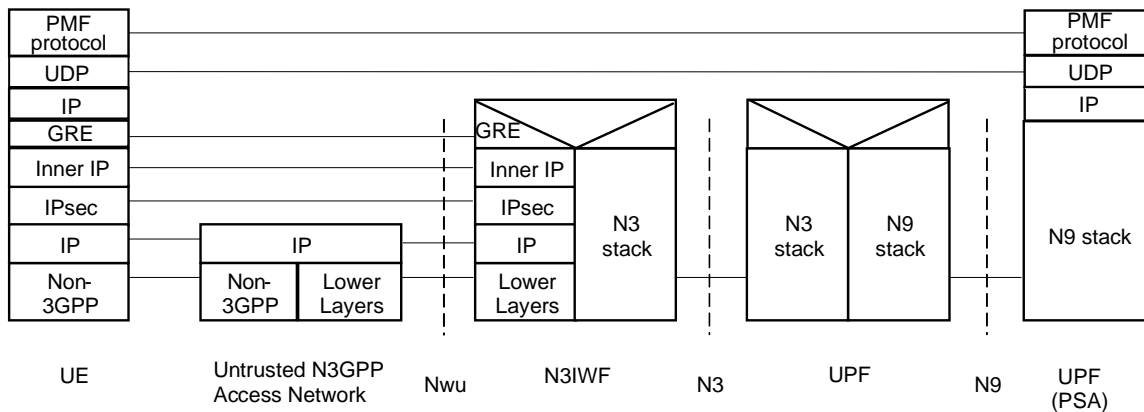 PMF
protocol
UDP
IP
GRE
Inner IP
IPsec
IP
Non-
3GPP
UE
IP
Non-
3GPP
Lower
Layers
Untrusted N3GPP
Access Network
Nwu
GRE
Inner IP
IPsec
IP
Lower
Layers
N3
stack
N3IWF
N3
N3
stack
N9
stack
UPF
N9
PMF
protocol
UDP
IP
N9 stack
UPF
(PSA)